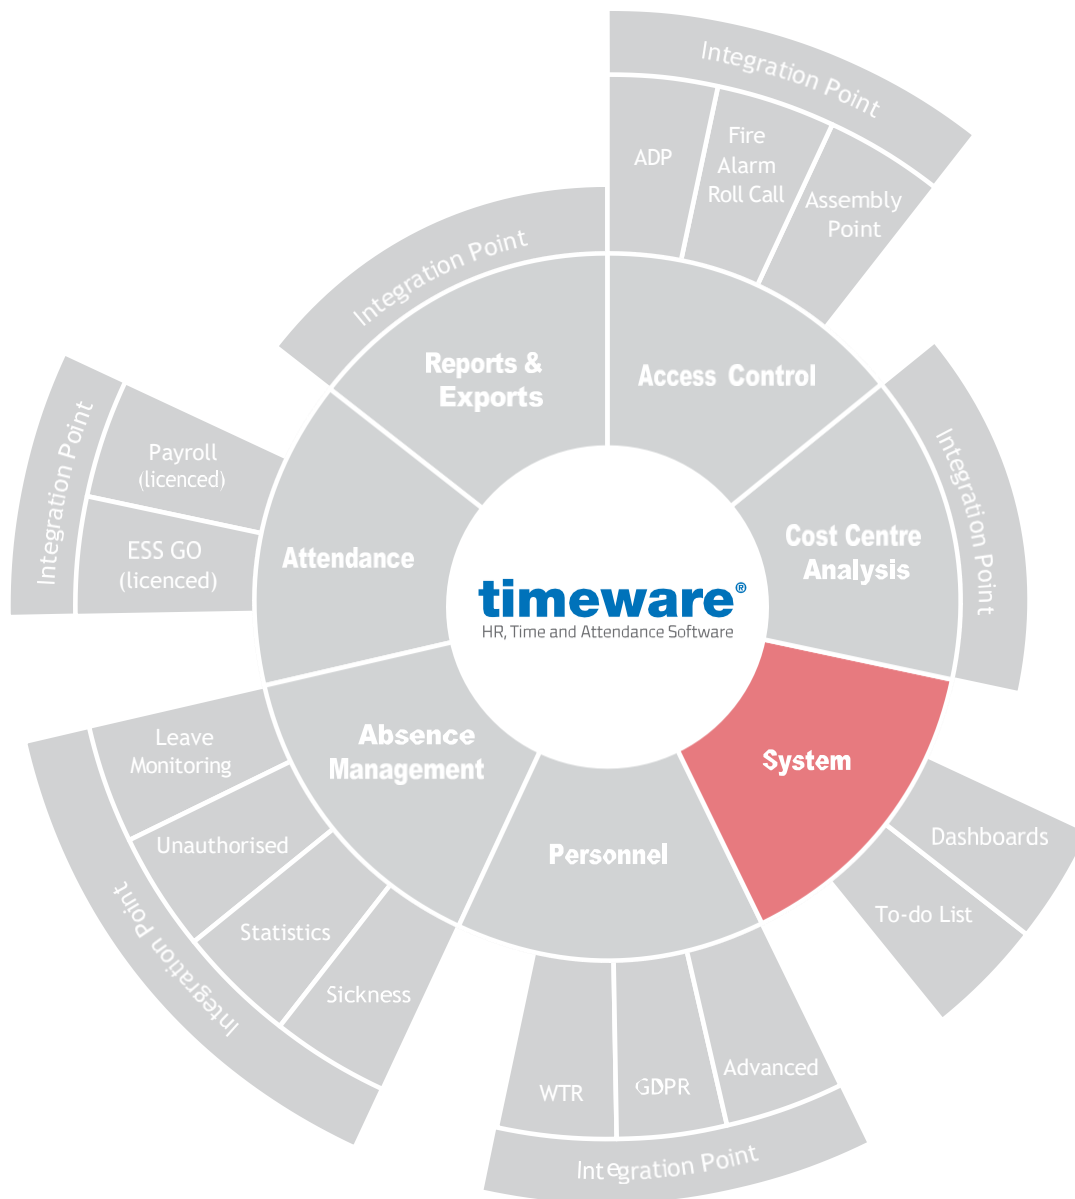 Integration Point
ADP
Fire
Alarm
Roll Call
Assembly
Point
Integration Point
Reports &
Exports
Access Control
Integration Point
Payroll
(licenced)
ESS GO
(licenced)
Attendance
Integration Point
Cost Centre
Analysis
timeware®
HR, Time and Attendance Software
Absence
Management
Leave
Monitoring
Unauthorised
Statistics
Sickness
Integration Point
System
Dashboards
To-do List
Personnel
WTR
GDPR
Advanced
Integration Point